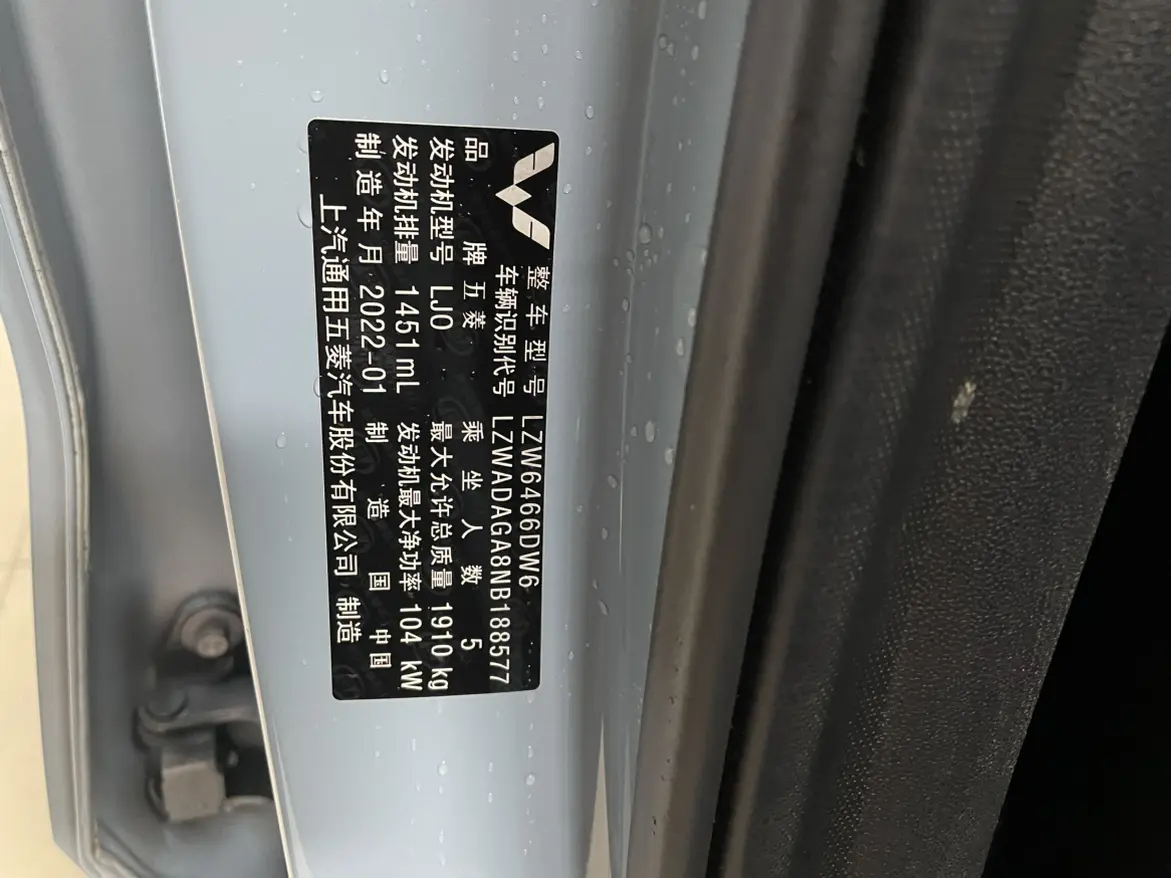 整车型号 LZW6466DW6
车辆识别代号 LZWADAGA8NB188577
品牌 五菱 乘坐人数 5
发动机型号 LJO 最大允许总质量 1910 kg
发动机排量 1451 mL 发动机最大净功率 104 kW
制造年月 2022-01 制造国 中国
上汽通用五菱汽车股份有限公司 制造